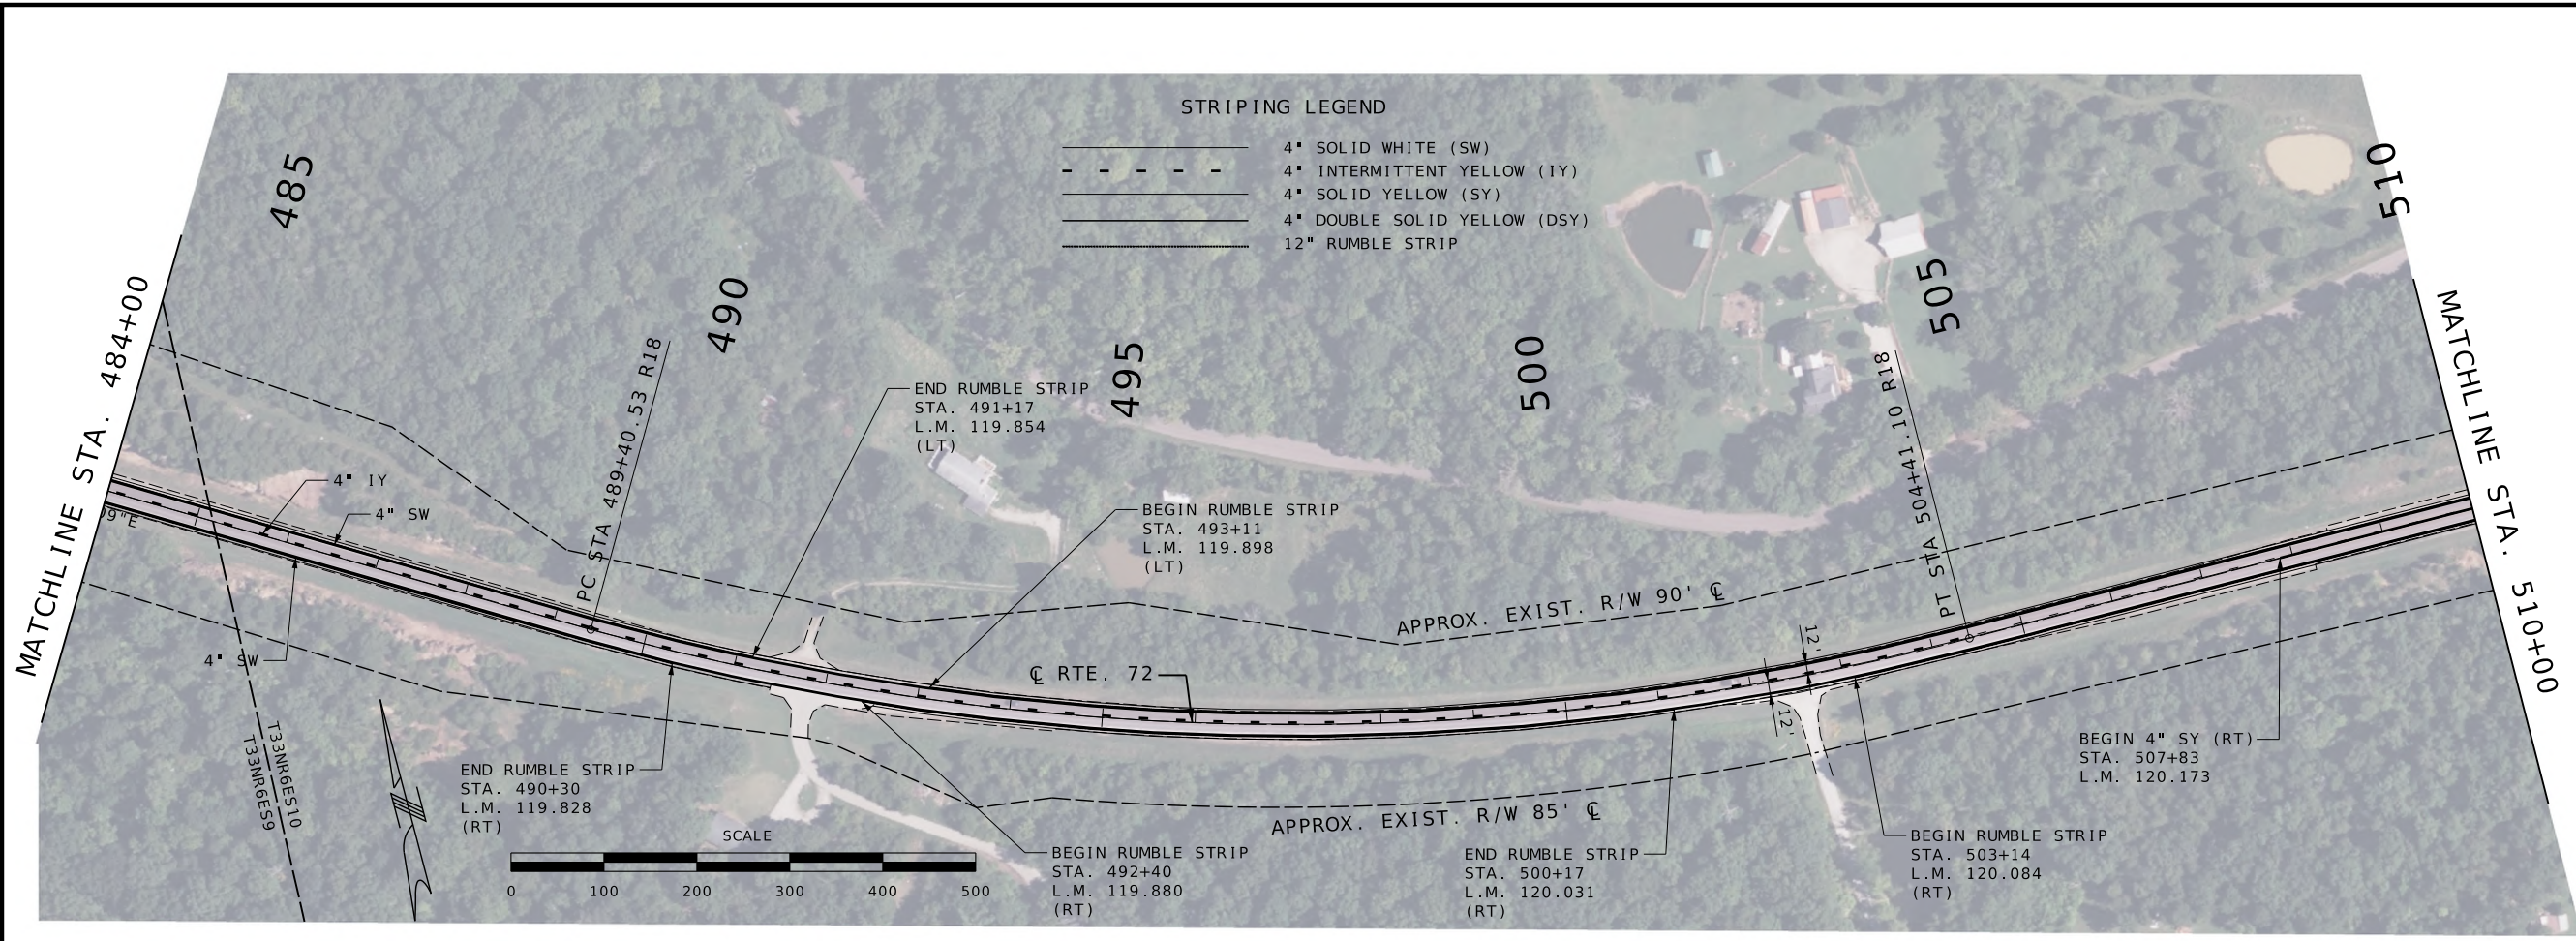 STRIPING LEGEND
4" SOLID WHITE (SW)
4" INTERMITTENT YELLOW (IY)
4" SOLID YELLOW (SY)
4" DOUBLE SOLID YELLOW (DSY)
12" RUMBLE STRIP
485
490
495
500
505
510
MATCHLINE STA. 484+00
MATCHLINE STA. 510+00
PC STA 489+40.53 R18
PT STA 504+41.10 R18
END RUMBLE STRIP
STA. 491+17
L.M. 119.854
(LT)
4" IY
4" SW
09"E
4" SW
BEGIN RUMBLE STRIP
STA. 493+11
L.M. 119.898
(LT)
APPROX. EXIST. R/W 90' ℄
℄ RTE. 72
12'
12'
T33NR6ES10
T33NR6ES9
END RUMBLE STRIP
STA. 490+30
L.M. 119.828
(RT)
SCALE
0 100 200 300 400 500
APPROX. EXIST. R/W 85' ℄
BEGIN RUMBLE STRIP
STA. 492+40
L.M. 119.880
(RT)
END RUMBLE STRIP
STA. 500+17
L.M. 120.031
(RT)
BEGIN RUMBLE STRIP
STA. 503+14
L.M. 120.084
(RT)
BEGIN 4" SY (RT)
STA. 507+83
L.M. 120.173